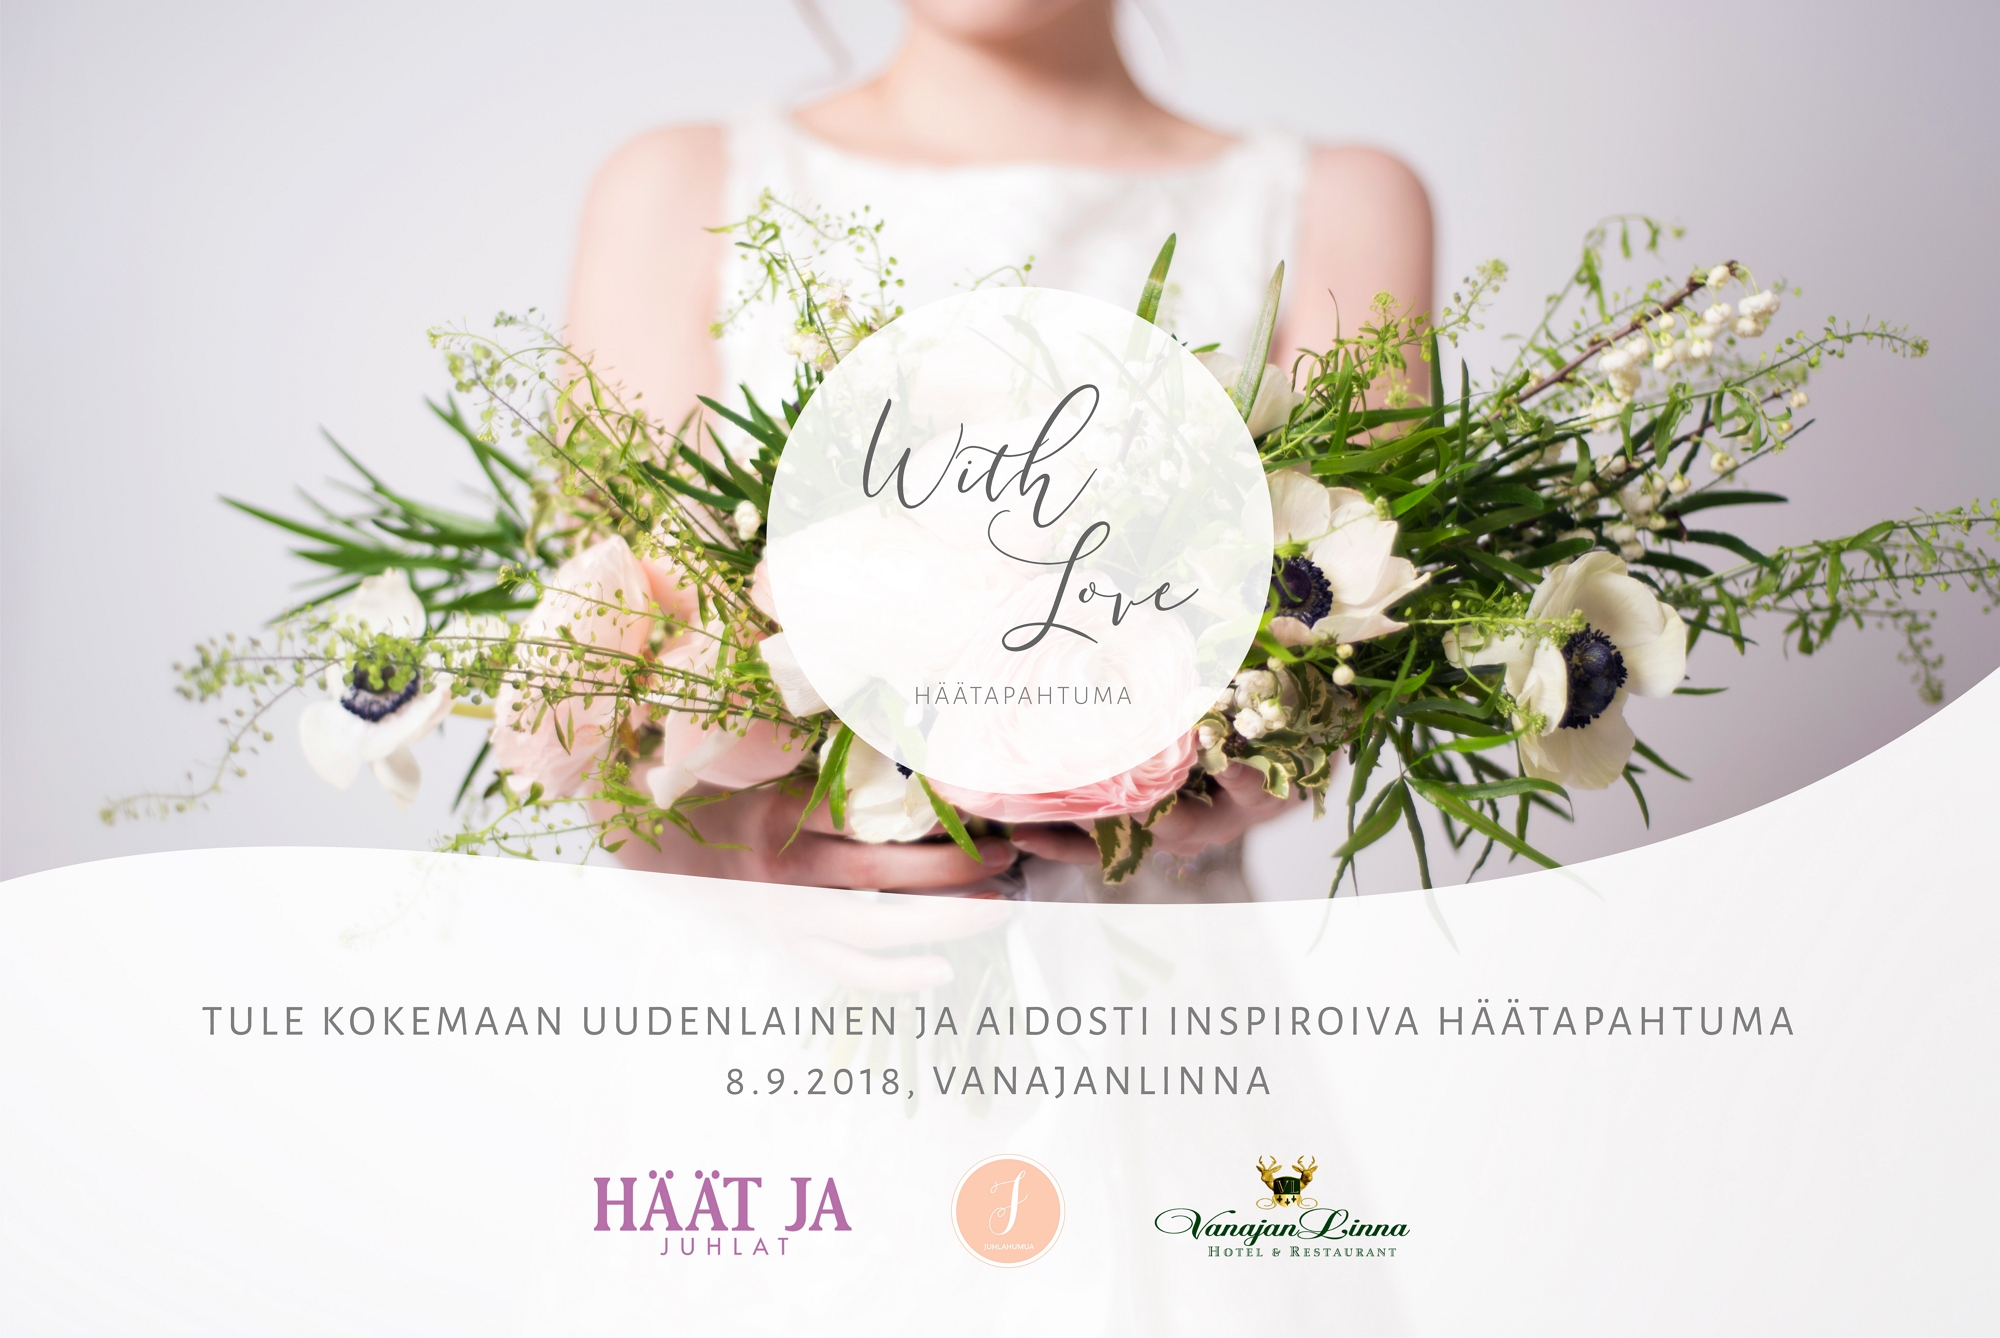 With
Love
HÄÄTAPAHTUMA
TULE KOKEMAAN UUDENLAINEN JA AIDOSTI INSPIROIVA HÄÄTAPAHTUMA
8.9.2018, VANAJANLINNA
HÄÄT JA
JUHLAT
J
JUHLAHUMUA
VL
VanajanLinna
HOTEL & RESTAURANT